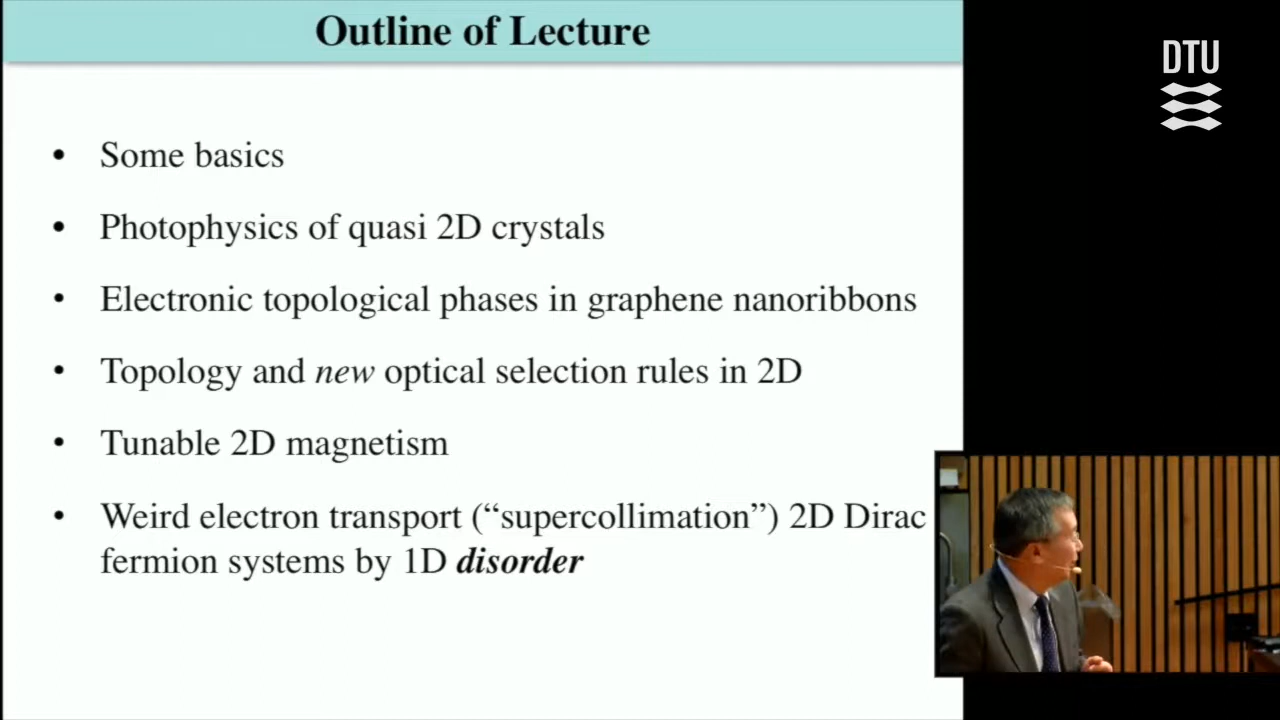 Outline of Lecture
DTU
• Some basics
• Photophysics of quasi 2D crystals
• Electronic topological phases in graphene nanoribbons
• Topology and new optical selection rules in 2D
• Tunable 2D magnetism
• Weird electron transport (“supercollimation”) 2D Dirac
fermion systems by 1D disorder